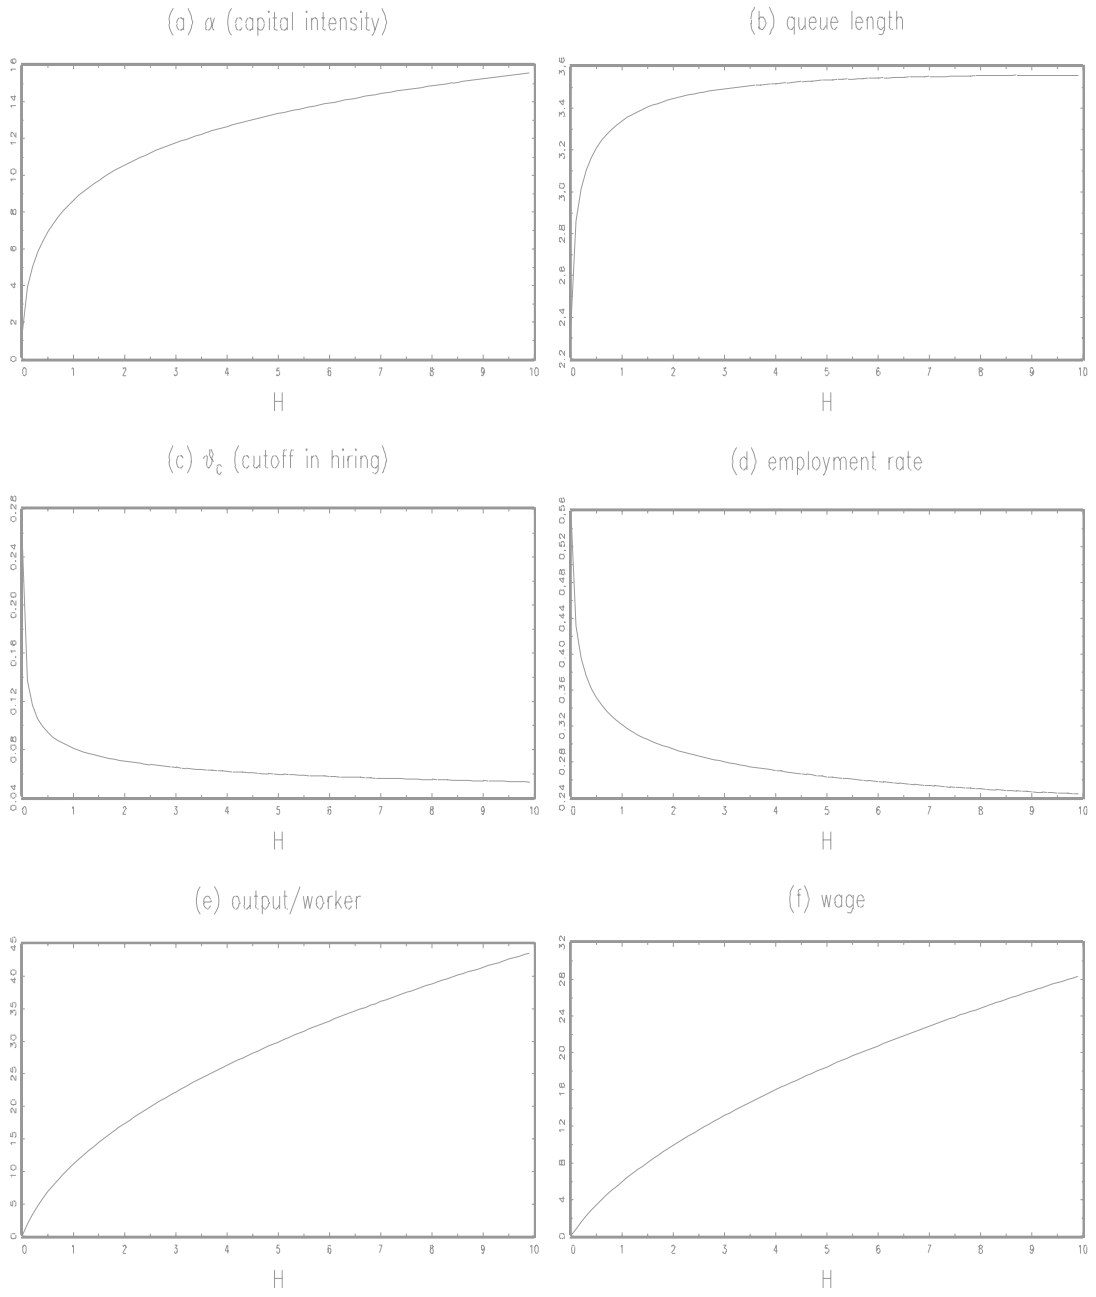 (a) α (capital intensity)
16
14
12
10
8
6
4
2
0
0 1 2 3 4 5 6 7 8 9 10
H
(b) queue length
3.6
3.4
3.2
3.0
2.8
2.6
2.4
2.2
0 1 2 3 4 5 6 7 8 9 10
H
(c) ϑc (cutoff in hiring)
0.28
0.24
0.20
0.16
0.12
0.08
0.04
0 1 2 3 4 5 6 7 8 9 10
H
(d) employment rate
0.56
0.52
0.48
0.44
0.40
0.36
0.32
0.28
0.24
0 1 2 3 4 5 6 7 8 9 10
H
(e) output/worker
45
40
35
30
25
20
15
10
5
0
0 1 2 3 4 5 6 7 8 9 10
H
(f) wage
32
28
24
20
16
12
8
4
0
0 1 2 3 4 5 6 7 8 9 10
H